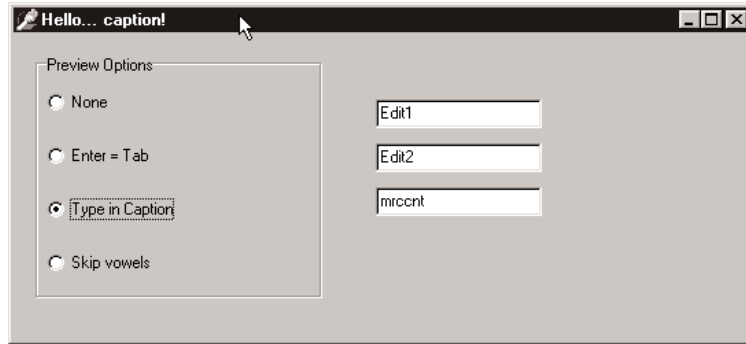 Hello... caption!
Preview Options
None
Enter = Tab
Type in Caption
Skip vowels
Edit1
Edit2
mrccnt